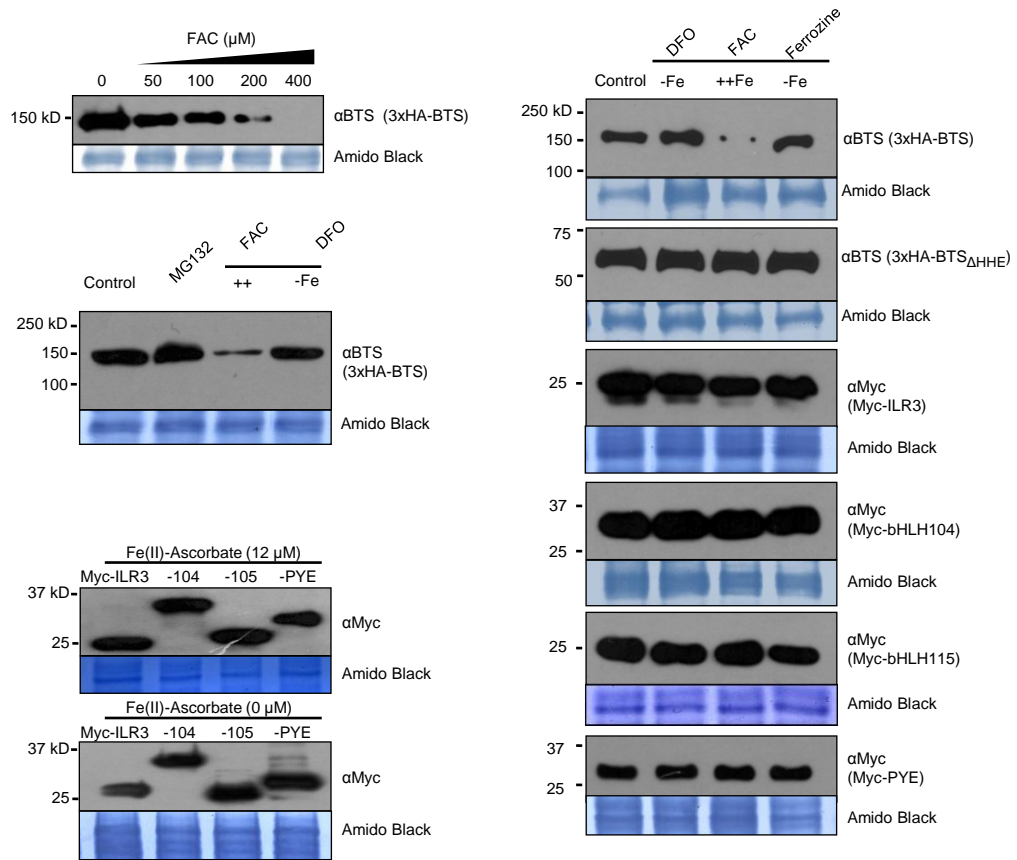 FAC (µM)
0 50 100 200 400
150 kD
αBTS (3xHA-BTS)
Amido Black
Control MG132 FAC DFO
++ -Fe
250 kD
150
100
αBTS
(3xHA-BTS)
Amido Black
Fe(II)-Ascorbate (12 µM)
Myc-ILR3 -104 -105 -PYE
37 kD
25
αMyc
Amido Black
Fe(II)-Ascorbate (0 µM)
Myc-ILR3 -104 -105 -PYE
37 kD
25
αMyc
Amido Black
DFO FAC Ferrozine
Control -Fe ++Fe -Fe
250 kD
150
100
αBTS (3xHA-BTS)
Amido Black
75
50
αBTS (3xHA-BTSΔHHE)
Amido Black
25
αMyc
(Myc-ILR3)
Amido Black
37
25
αMyc
(Myc-bHLH104)
Amido Black
25
αMyc
(Myc-bHLH115)
Amido Black
37
25
αMyc
(Myc-PYE)
Amido Black